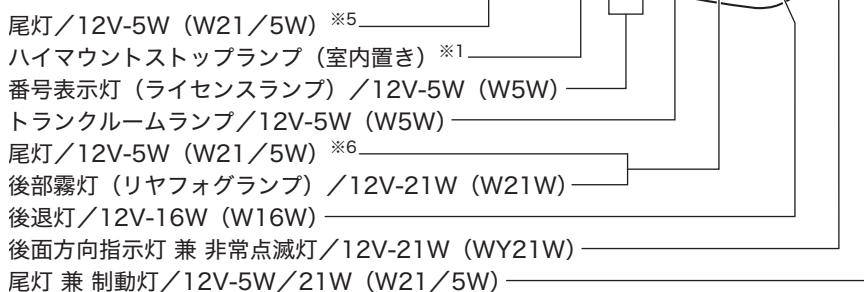 尾灯／12V-5W（W21／5W）※5
ハイマウントストップランプ（室内置き）※1
番号表示灯（ライセンスランプ）／12V-5W（W5W）
トランクルームランプ／12V-5W（W5W）
尾灯／12V-5W（W21／5W）※6
後部霧灯（リヤフォグランプ）／12V-21W（W21W）
後退灯／12V-16W（W16W）
後面方向指示灯 兼 非常点滅灯／12V-21W（WY21W）
尾灯 兼 制動灯／12V-5W／21W（W21／5W）